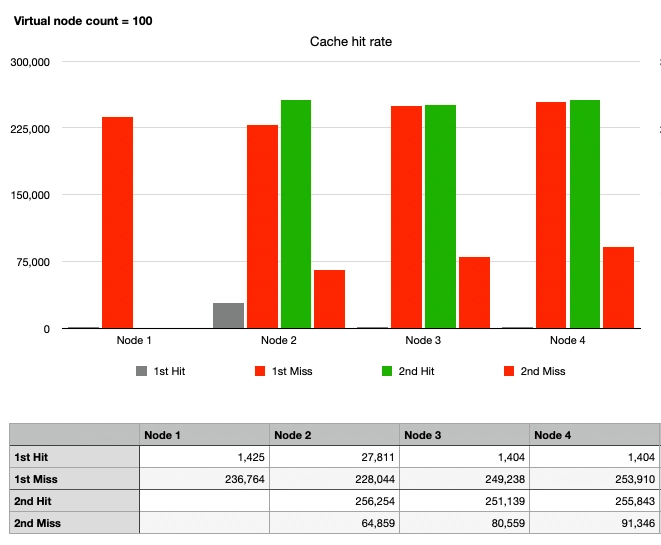 Virtual node count = 100
Cache hit rate
300,000
225,000
150,000
75,000
0
Node 1 Node 2 Node 3 Node 4
1st Hit 1st Miss 2nd Hit 2nd Miss
Node 1 Node 2 Node 3 Node 4
1st Hit 1,425 27,811 1,404 1,404
1st Miss 236,764 228,044 249,238 253,910
2nd Hit 256,254 251,139 255,843
2nd Miss 64,859 80,559 91,346